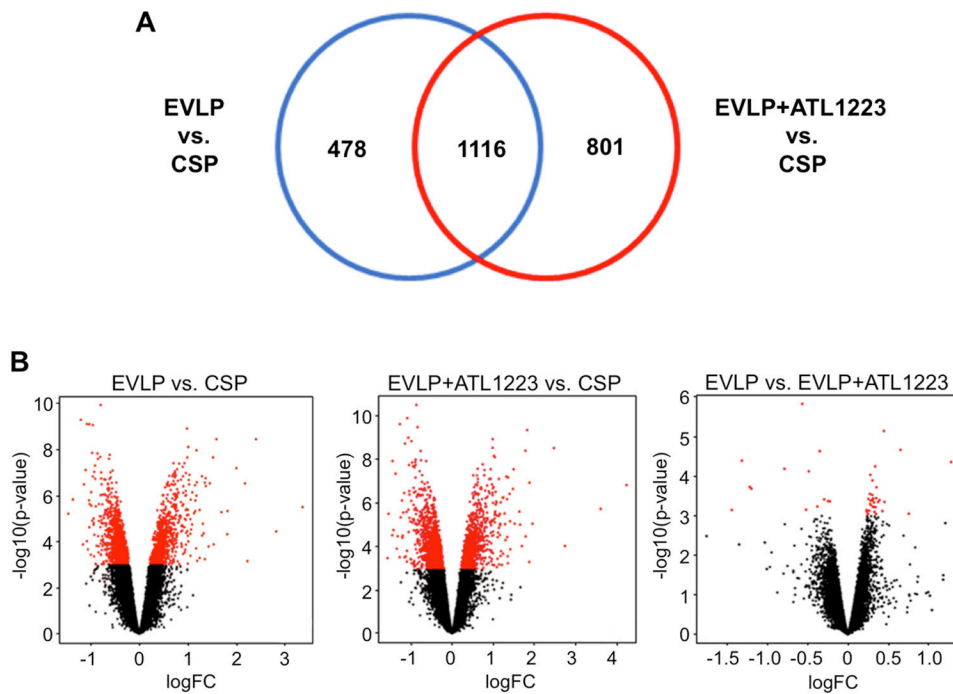 A
EVLP
vs.
CSP
478
1116
801
EVLP+ATL1223
vs.
CSP
B
EVLP vs. CSP
10
8
6
4
2
0
-log10(p-value)
-1
0
1
2
3
logFC
EVLP+ATL1223 vs. CSP
10
8
6
4
2
0
-log10(p-value)
-1
0
1
2
3
4
logFC
EVLP vs. EVLP+ATL1223
6
5
4
3
2
1
0
-log10(p-value)
-1.5
-1.0
-0.5
0
0.5
1.0
logFC